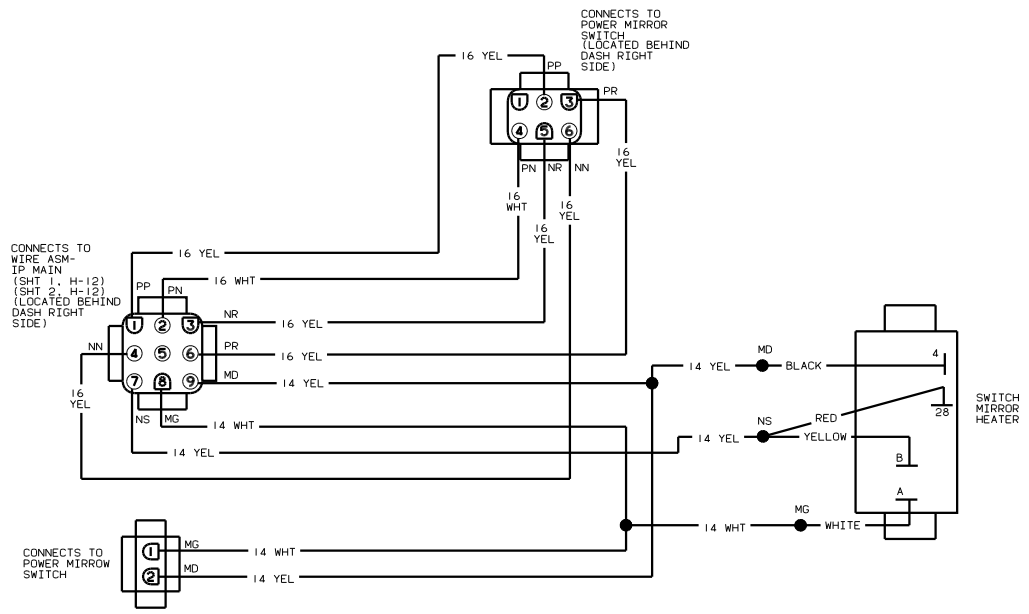 CONNECTS TO
POWER MIRROR
SWITCH
(LOCATED BEHIND
DASH RIGHT
SIDE)
16 YEL
PP
PR
1 2 3
4 5 6
16
YEL
PN NR NN
16
WHT
16
YEL
16
YEL
CONNECTS TO
WIRE ASM-
IP MAIN
(SHT 1, H-12)
(SHT 2, H-12)
(LOCATED BEHIND
DASH RIGHT
SIDE)
16 YEL
16 WHT
PP
PN
NR
16 YEL
1 2 3
NN
PR
16 YEL
4 5 6
MD
14 YEL
7 8 9
16
YEL
NS MG
14 WHT
14 YEL
MD
14 YEL
BLACK
4
SWITCH
MIRROR
HEATER
28
NS
RED
14 YEL
YELLOW
B
A
MG
14 WHT
WHITE
CONNECTS TO
POWER MIRROW
SWITCH
1
MG
14 WHT
2
MD
14 YEL